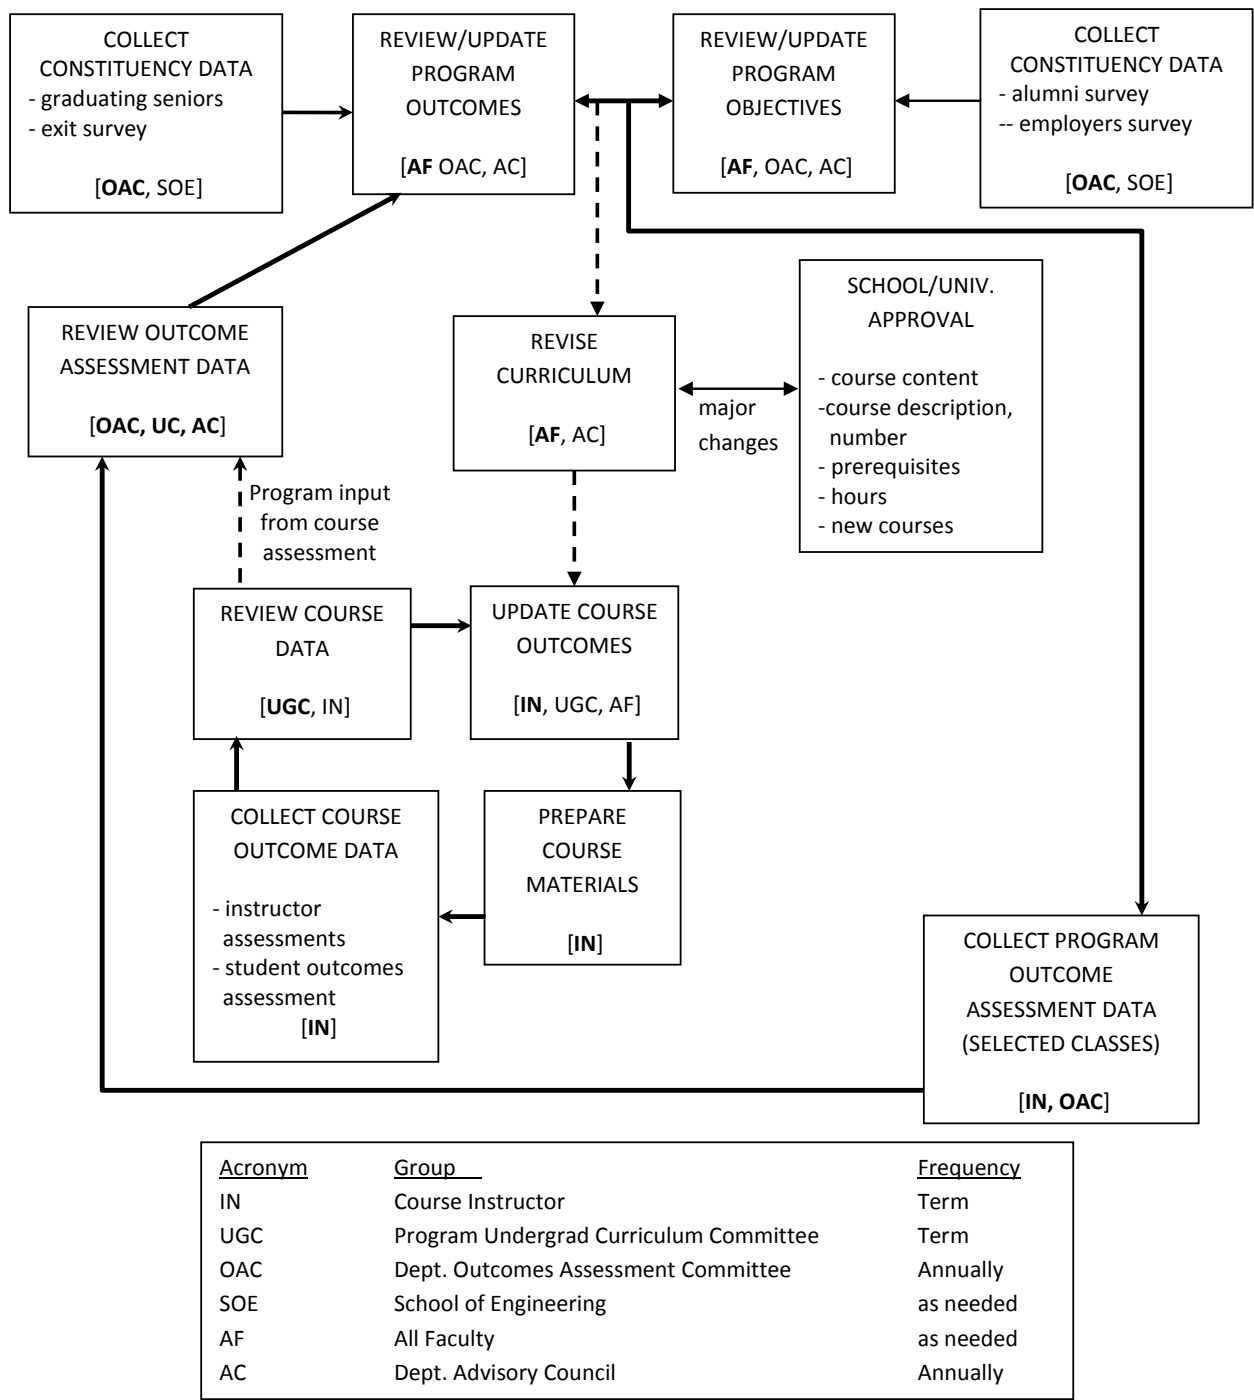 COLLECT
CONSTITUENCY DATA
- graduating seniors
- exit survey
[OAC, SOE]
REVIEW/UPDATE
PROGRAM
OUTCOMES
[AF OAC, AC]
REVIEW/UPDATE
PROGRAM
OBJECTIVES
[AF, OAC, AC]
COLLECT
CONSTITUENCY DATA
- alumni survey
-- employers survey
[OAC, SOE]
REVIEW OUTCOME
ASSESSMENT DATA
[OAC, UC, AC]
REVISE
CURRICULUM
[AF, AC]
major
changes
SCHOOL/UNIV.
APPROVAL
- course content
-course description,
number
- prerequisites
- hours
- new courses
Program input
from course
assessment
REVIEW COURSE
DATA
[UGC, IN]
UPDATE COURSE
OUTCOMES
[IN, UGC, AF]
COLLECT COURSE
OUTCOME DATA
- instructor
assessments
- student outcomes
assessment
[IN]
PREPARE
COURSE
MATERIALS
[IN]
COLLECT PROGRAM
OUTCOME
ASSESSMENT DATA
(SELECTED CLASSES)
[IN, OAC]
Acronym Group Frequency
IN Course Instructor Term
UGC Program Undergrad Curriculum Committee Term
OAC Dept. Outcomes Assessment Committee Annually
SOE School of Engineering as needed
AF All Faculty as needed
AC Dept. Advisory Council Annually